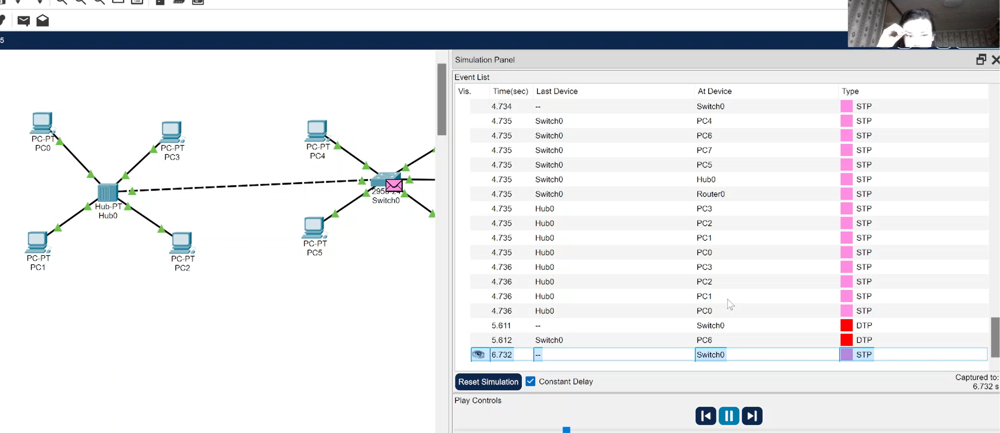 5
Simulation Panel
Event List
Vis. Time(sec) Last Device At Device Type
4.734 -- Switch0 STP
4.735 Switch0 PC4 STP
4.735 Switch0 PC6 STP
4.735 Switch0 PC7 STP
4.735 Switch0 PC5 STP
4.735 Switch0 Hub0 STP
4.735 Switch0 Router0 STP
4.735 Hub0 PC3 STP
4.735 Hub0 PC2 STP
4.735 Hub0 PC1 STP
4.735 Hub0 PC0 STP
4.736 Hub0 PC3 STP
4.736 Hub0 PC2 STP
4.736 Hub0 PC1 STP
4.736 Hub0 PC0 STP
5.611 -- Switch0 DTP
5.612 Switch0 PC6 DTP
6.732 -- Switch0 STP
Reset Simulation
Constant Delay
Captured to:
6.732 s
Play Controls
PC-PT
PC0
PC-PT
PC3
PC-PT
PC4
Switch0
Hub-PT
Hub0
PC-PT
PC5
PC-PT
PC1
PC-PT
PC2